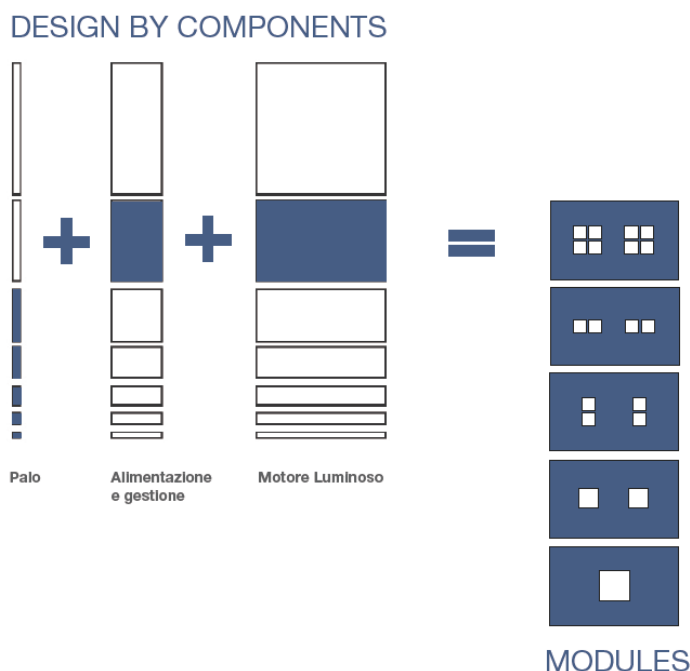 DESIGN BY COMPONENTS
Palo
Alimentazione
e gestione
Motore Luminoso
MODULES